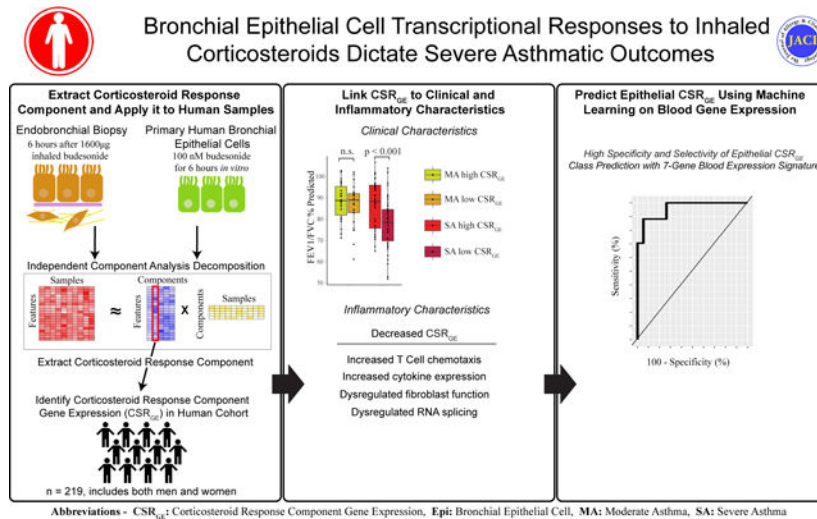 Bronchial Epithelial Cell Transcriptional Responses to Inhaled
Corticosteroids Dictate Severe Asthmatic Outcomes
JACI
Extract Corticosteroid Response
Component and Apply it to Human Samples
Endobronchial Biopsy
6 hours after 1600µg
inhaled budesonide
Primary Human Bronchial
Epithelial Cells
100 nM budesonide
for 6 hours in vitro
Independent Component Analysis Decomposition
Samples
Features
≈
Components
Features
X
Samples
Components
Extract Corticosteroid Response Component
Identify Corticosteroid Response Component
Gene Expression (CSRGE) in Human Cohort
n = 219, includes both men and women
Link CSRGE to Clinical and
Inflammatory Characteristics
Clinical Characteristics
n.s.
p < 0.001
FEV1/FVC % Predicted
100
90
80
70
60
50
MA high CSRGE
MA low CSRGE
SA high CSRGE
SA low CSRGE
Inflammatory Characteristics
Decreased CSRGE
Increased T Cell chemotaxis
Increased cytokine expression
Dysregulated fibroblast function
Dysregulated RNA splicing
Predict Epithelial CSRGE Using Machine
Learning on Blood Gene Expression
High Specificity and Selectivity of Epithelial CSRGE
Class Prediction with 7-Gene Blood Expression Signature
Sensitivity (%)
100 - Specificity (%)
Abbreviations - CSRGE: Corticosteroid Response Component Gene Expression, Epi: Bronchial Epithelial Cell, MA: Moderate Asthma, SA: Severe Asthma